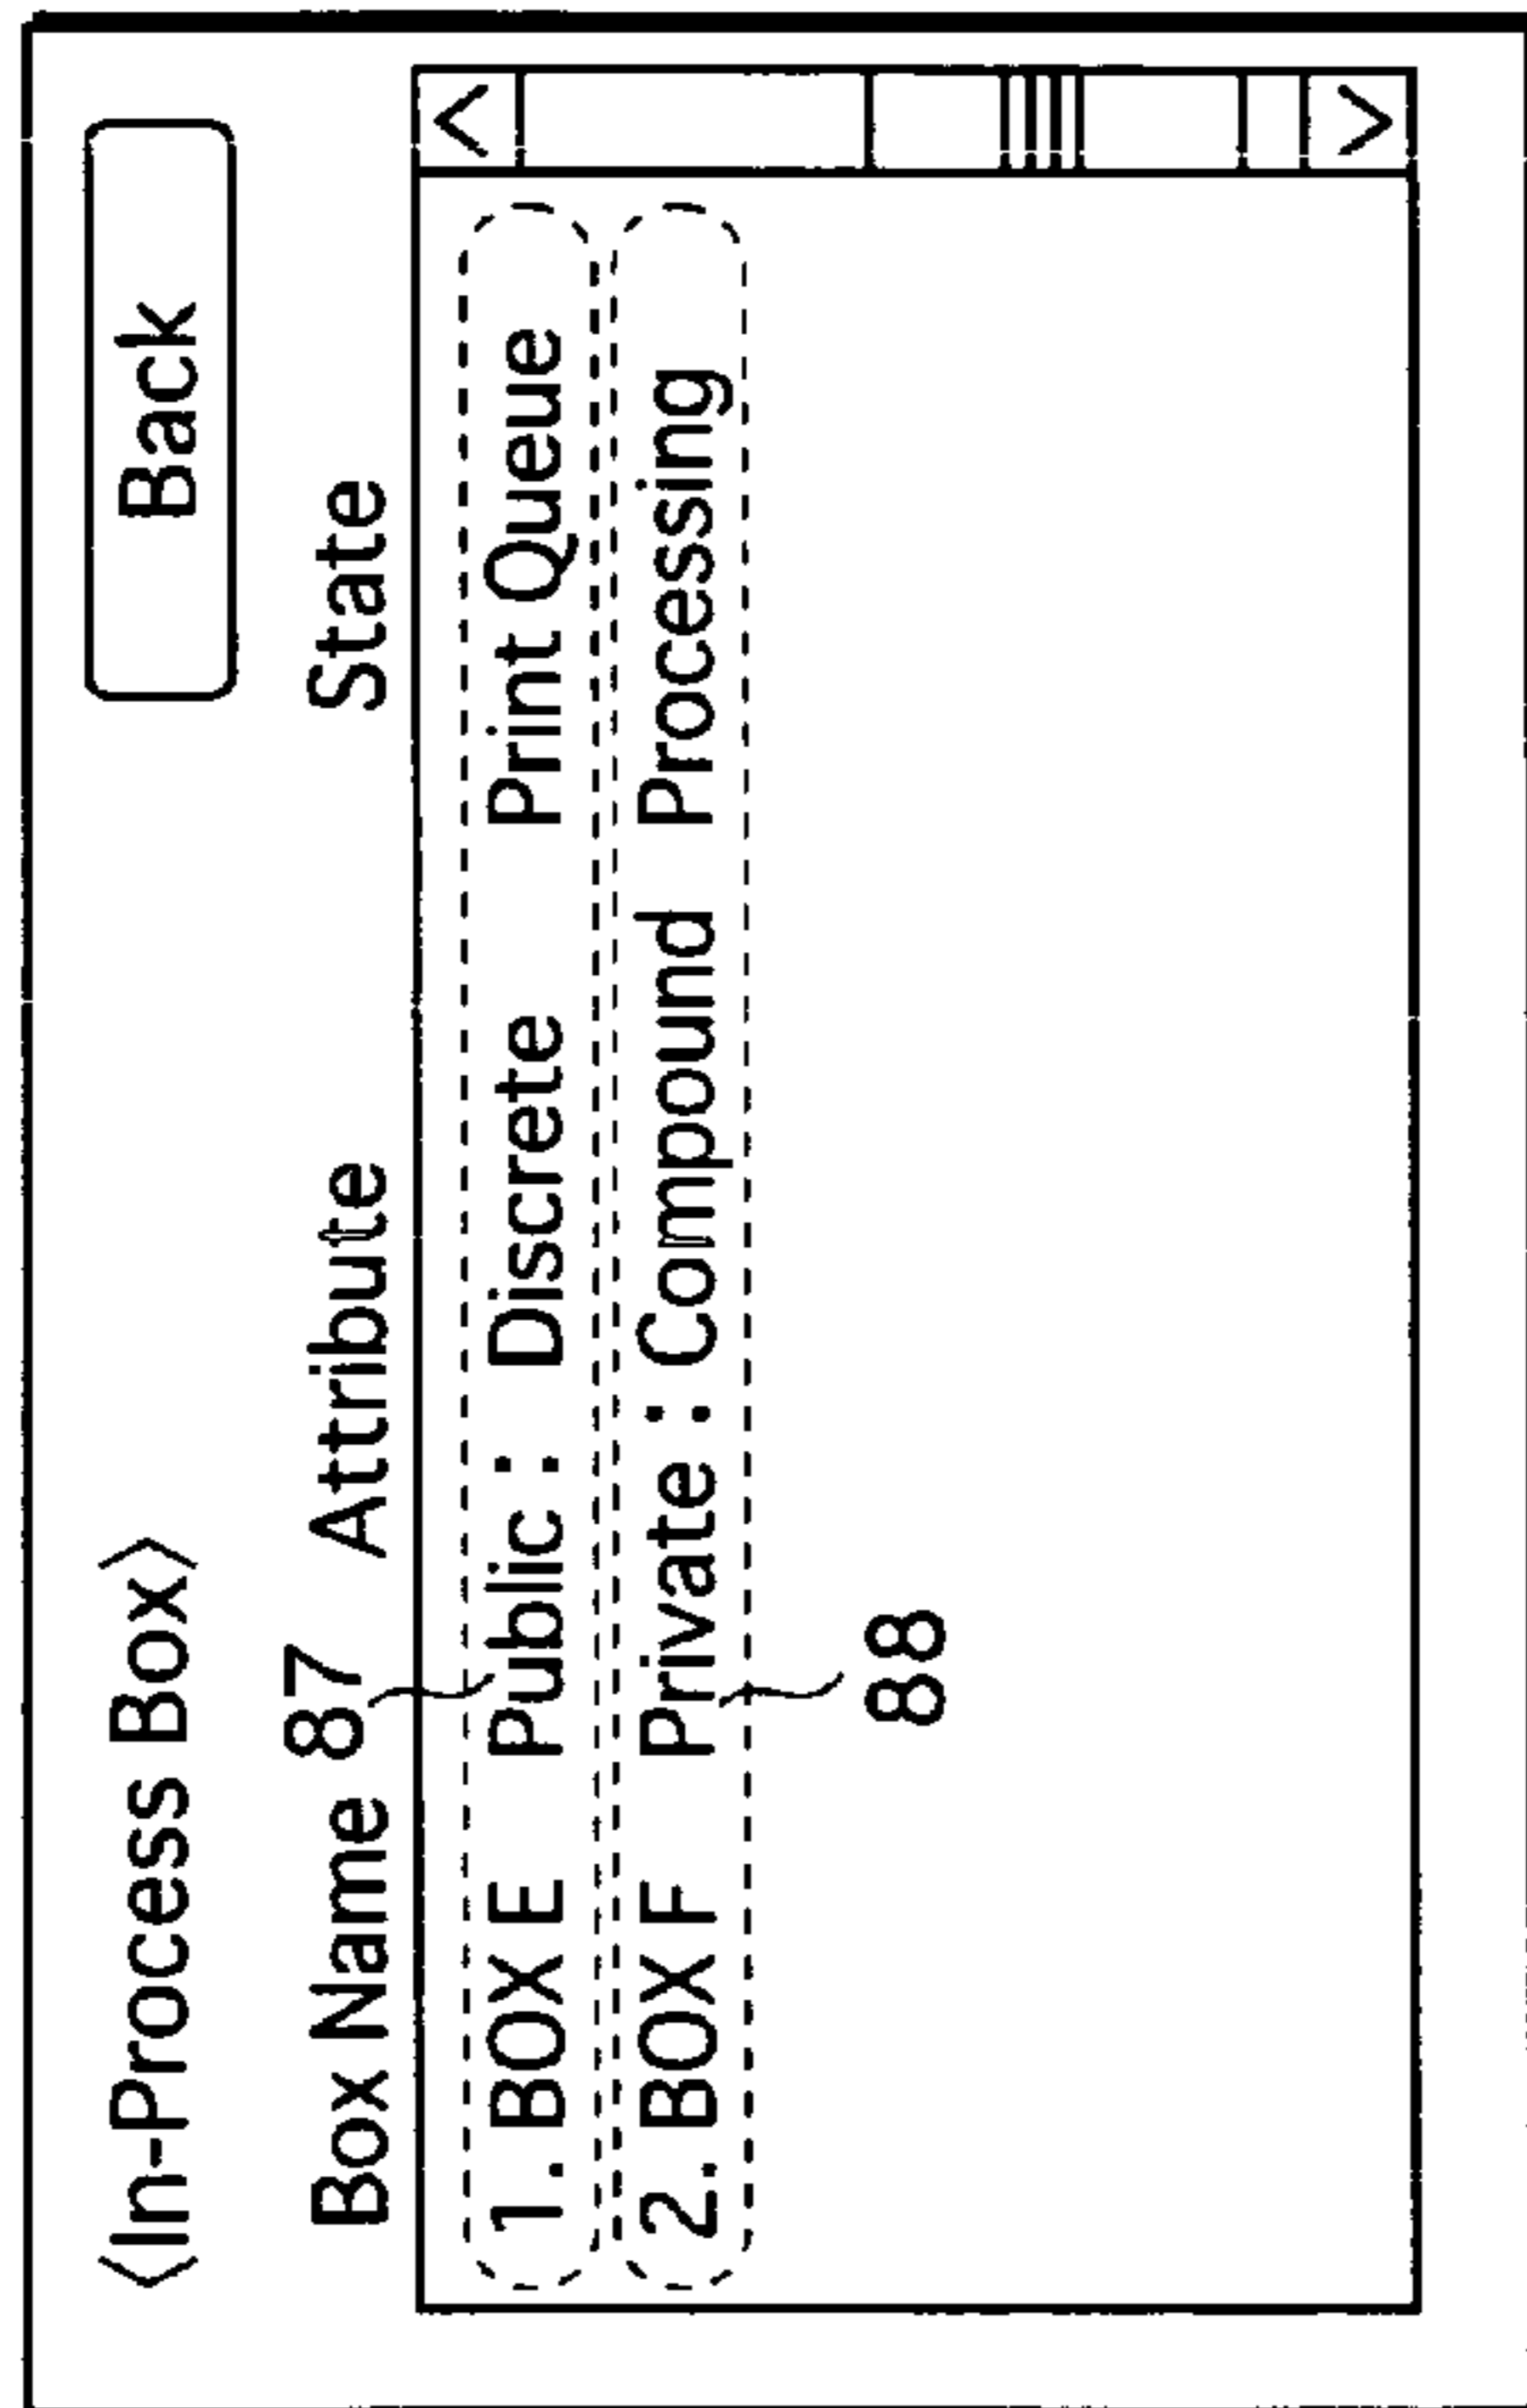 〈In-Process Box〉 Back
Box Name 87 Attribute State
1. BOX E Public : Discrete Print Queue
2. BOX F Private : Compound Processing
88